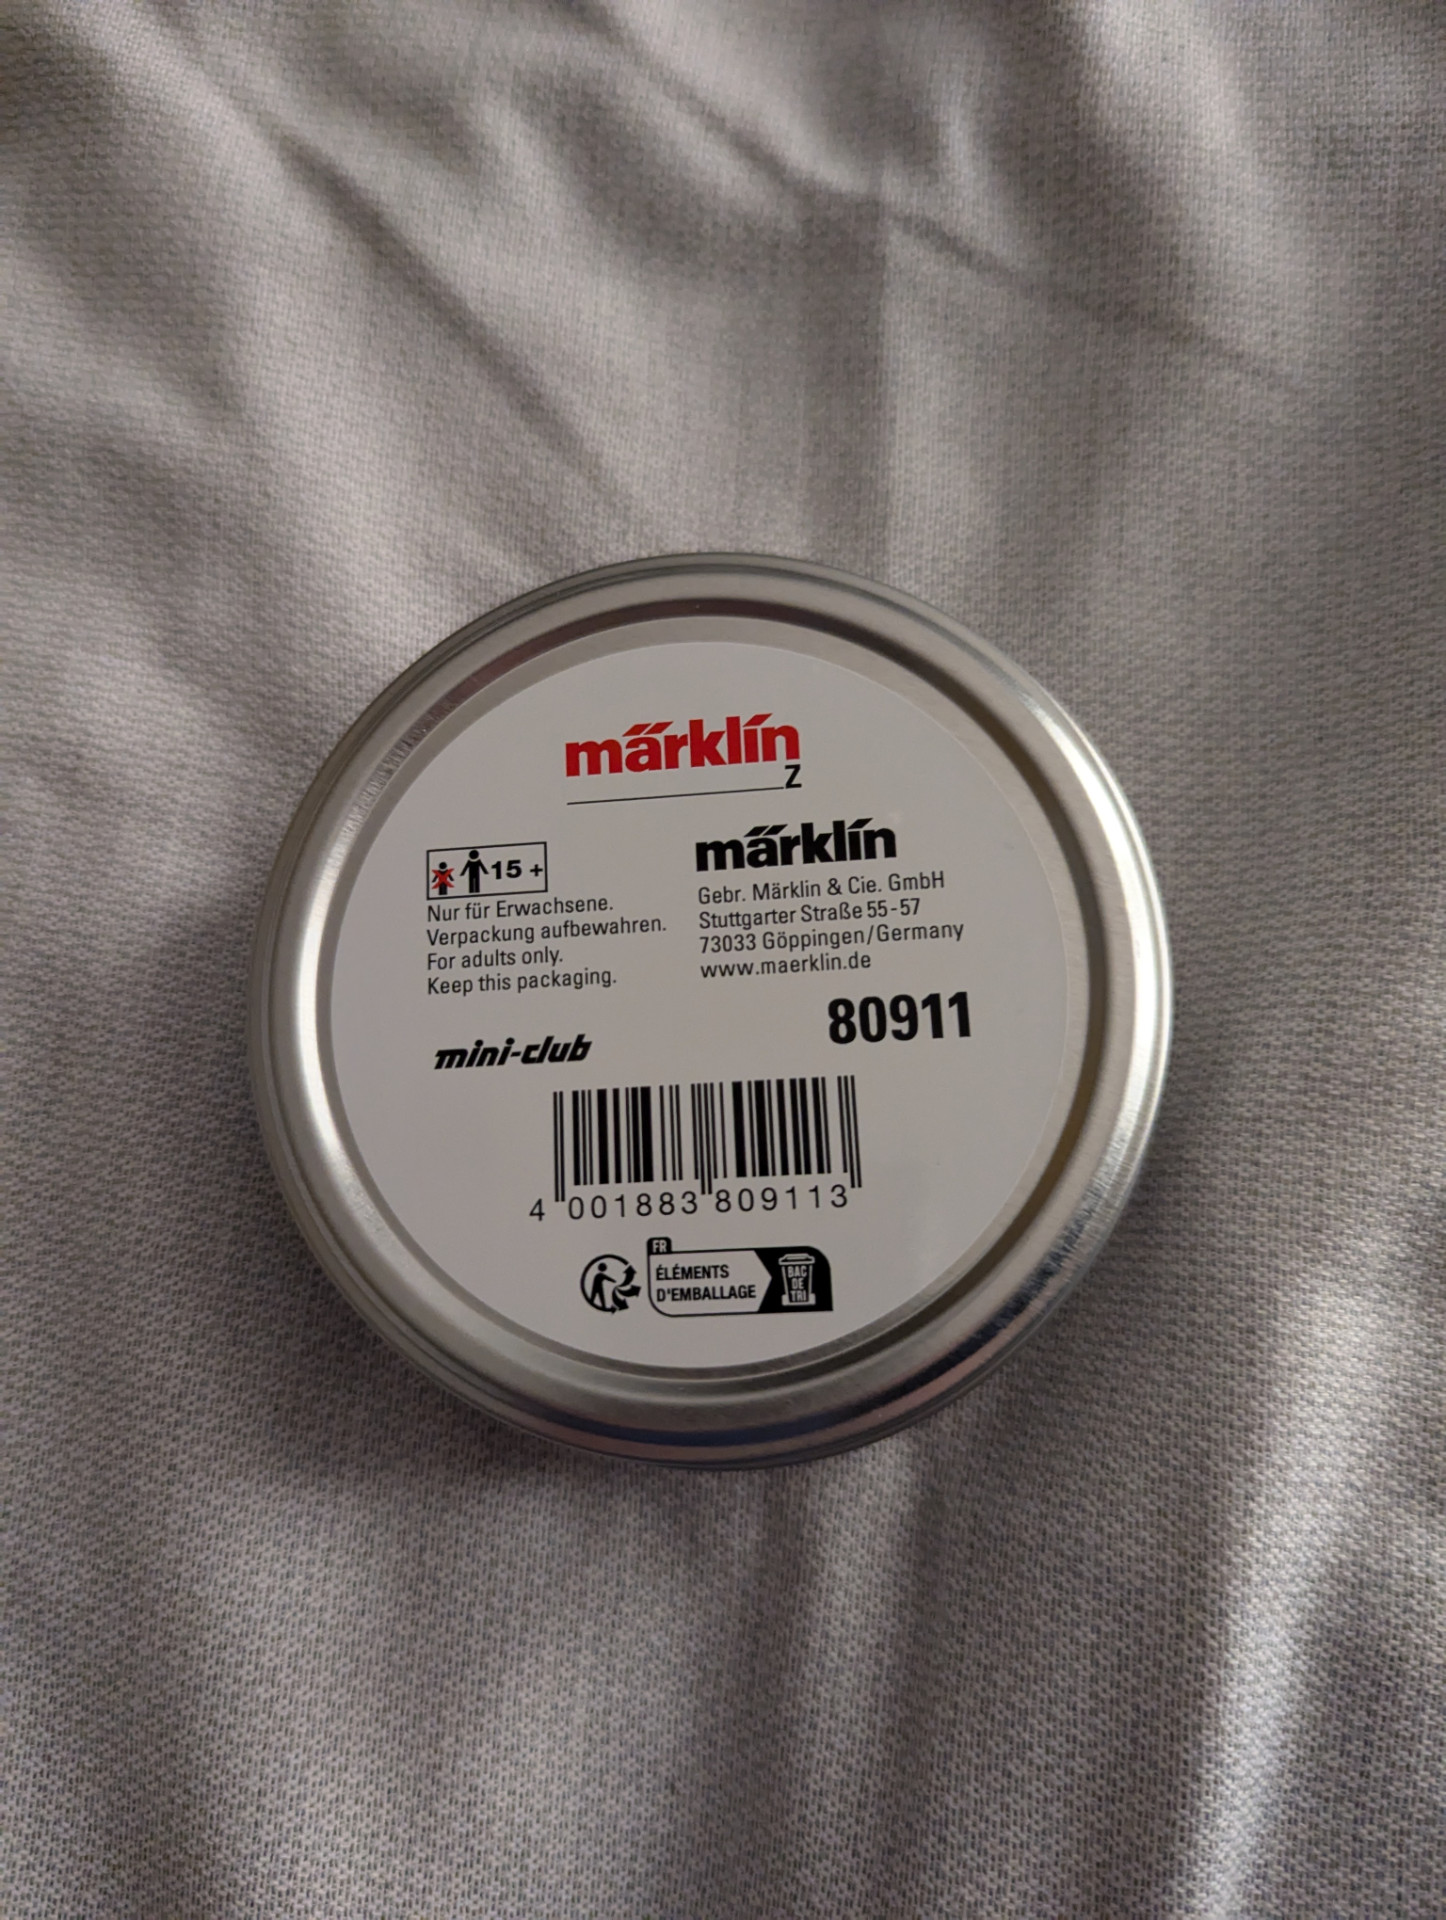 märklín
Z
15 +
Nur für Erwachsene.
Verpackung aufbewahren.
For adults only.
Keep this packaging.
märklín
Gebr. Märklin & Cie. GmbH
Stuttgarter Straße 55-57
73033 Göppingen/Germany
www.maerklin.de
80911
mini-club
4 001883 809113
FR
ÉLÉMENTS
D'EMBALLAGE
BAC
DE
TRI